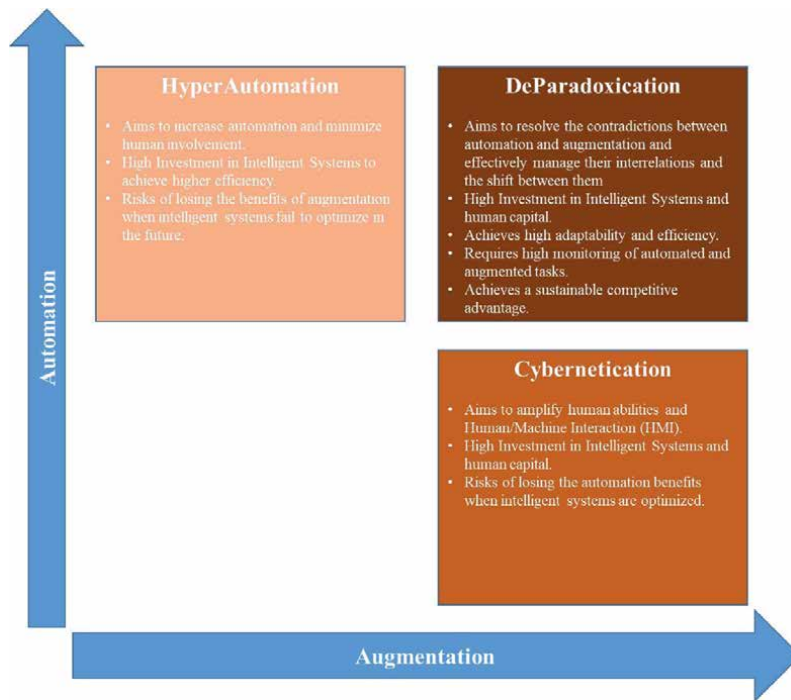 HyperAutomation
• Aims to increase automation and minimize
human involvement.
• High Investment in Intelligent Systems to
achieve higher efficiency.
• Risks of losing the benefits of augmentation
when intelligent systems fail to optimize in
the future.
DeParadoxication
• Aims to resolve the contradictions between
automation and augmentation and
effectively manage their interrelations and
the shift between them
• High Investment in Intelligent Systems and
human capital.
• Achieves high adaptability and efficiency.
• Requires high monitoring of automated and
augmented tasks.
• Achieves a sustainable competitive
advantage.
Cybernetication
• Aims to amplify human abilities and
Human/Machine Interaction (HMI).
• High Investment in Intelligent Systems and
human capital.
• Risks of losing the automation benefits
when intelligent systems are optimized.
Automation
Augmentation